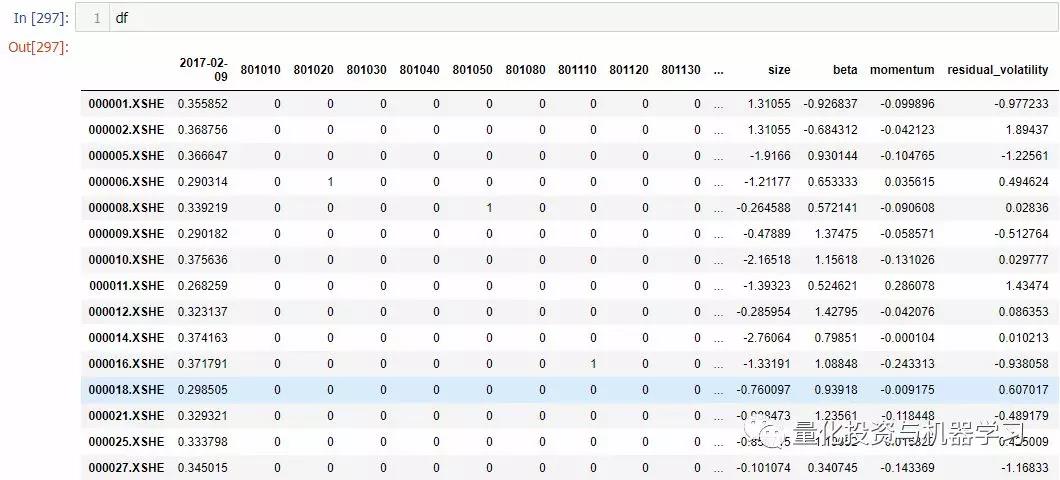 In [297]: 1 df
Out[297]:
2017-02-09 801010 801020 801030 801040 801050 801080 801110 801120 801130 ... size beta momentum residual_volatility
000001.XSHE 0.355852 0 0 0 0 0 0 0 0 0 ... 1.31055 -0.926837 -0.099896 -0.977233
000002.XSHE 0.368756 0 0 0 0 0 0 0 0 0 ... 1.31055 -0.684312 -0.042123 1.89437
000005.XSHE 0.366647 0 0 0 0 0 0 0 0 0 ... -1.9166 0.930144 -0.104765 -1.22561
000006.XSHE 0.290314 0 1 0 0 0 0 0 0 0 ... -1.21177 0.653333 0.035615 0.494624
000008.XSHE 0.339219 0 0 0 0 1 0 0 0 0 ... -0.264588 0.572141 -0.090608 0.02836
000009.XSHE 0.290182 0 0 0 0 0 0 0 0 0 ... -0.47889 1.37475 -0.058571 -0.512764
000010.XSHE 0.375636 0 0 0 0 0 0 0 0 0 ... -2.16518 1.15618 -0.131026 0.029777
000011.XSHE 0.268259 0 0 0 0 0 0 0 0 0 ... -1.39323 0.524621 0.286078 1.43474
000012.XSHE 0.323137 0 0 0 0 0 0 0 0 0 ... -0.285954 1.42795 -0.042076 0.086353
000014.XSHE 0.374163 0 0 0 0 0 0 0 0 0 ... -2.76064 0.79851 -0.000104 0.010213
000016.XSHE 0.371791 0 0 0 0 0 0 1 0 0 ... -1.33191 1.08848 -0.243313 -0.938058
000018.XSHE 0.298505 0 0 0 0 0 0 0 0 0 ... -0.760097 0.93918 -0.009175 0.607017
000021.XSHE 0.329321 0 0 0 0 0 0 0 0 0 ... 1.23561 -0.118448 -0.489179
000025.XSHE 0.333798 0 0 0 0 0 0 0 0 0 ...
000027.XSHE 0.345015 0 0 0 0 0 0 0 0 0 ... -0.101074 0.340745 -0.143369 -1.16833
量化投资与机器学习